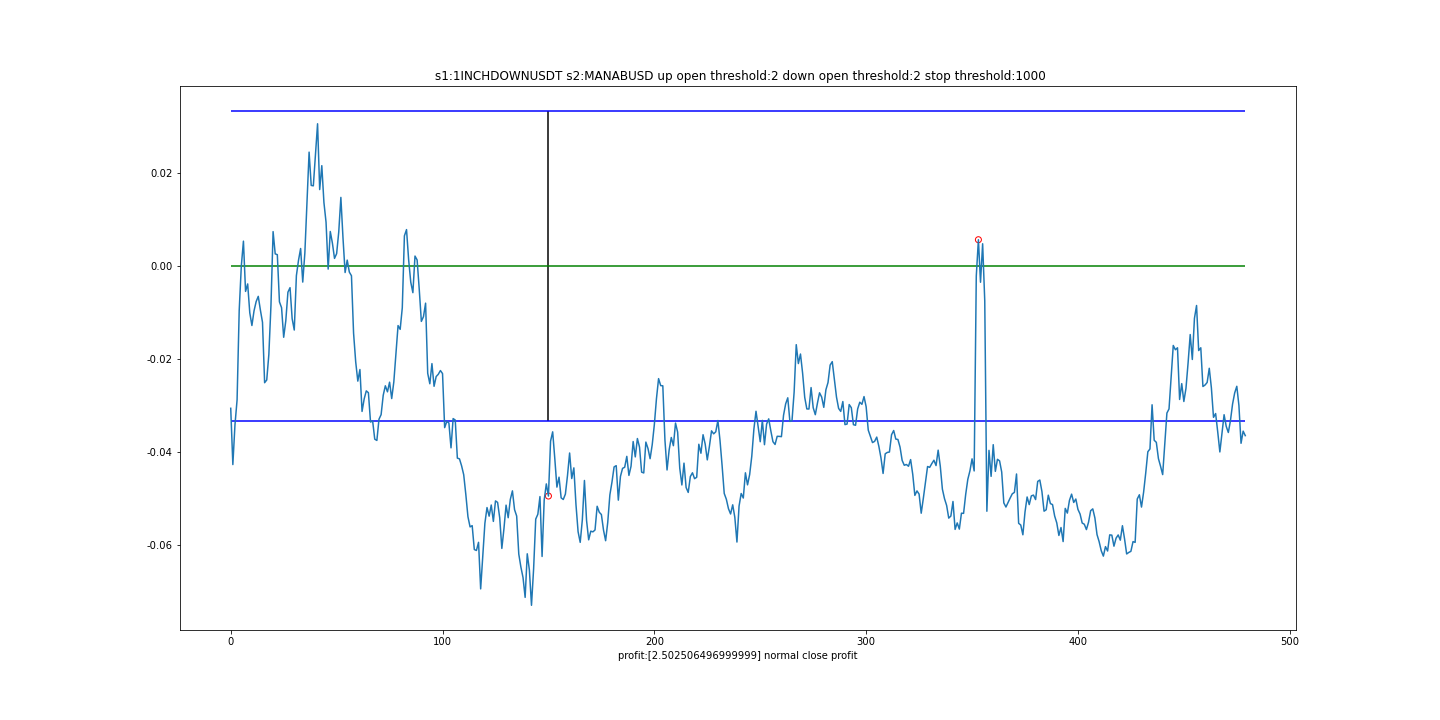 s1:1INCHDOWNUSDT s2:MANABUSD up open threshold:2 down open threshold:2 stop threshold:1000
0.02
0.00
-0.02
-0.04
-0.06
0 100 200 300 400 500
profit:[2.502506496999999] normal close profit